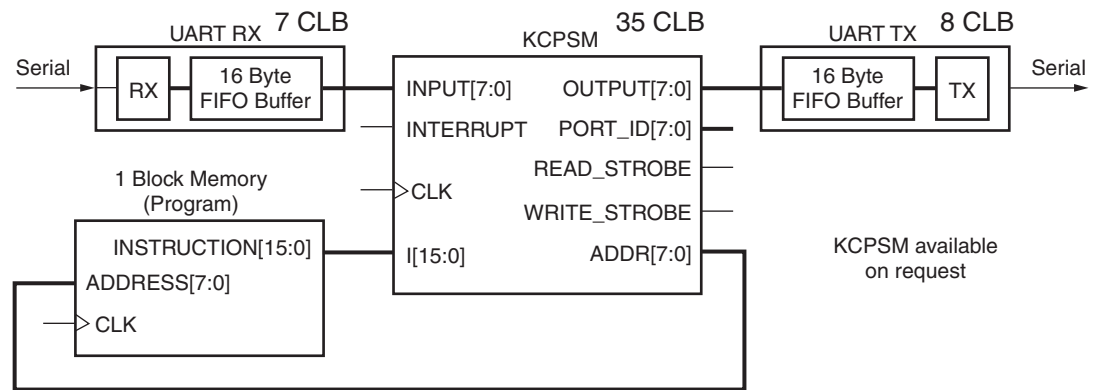 UART RX
7 CLB
KCPSM
35 CLB
UART TX
8 CLB
Serial
RX
16 Byte
FIFO Buffer
INPUT[7:0]
OUTPUT[7:0]
16 Byte
FIFO Buffer
TX
Serial
INTERRUPT
PORT_ID[7:0]
READ_STROBE
CLK
WRITE_STROBE
1 Block Memory
(Program)
INSTRUCTION[15:0]
I[15:0]
ADDR[7:0]
ADDRESS[7:0]
CLK
KCPSM available
on request